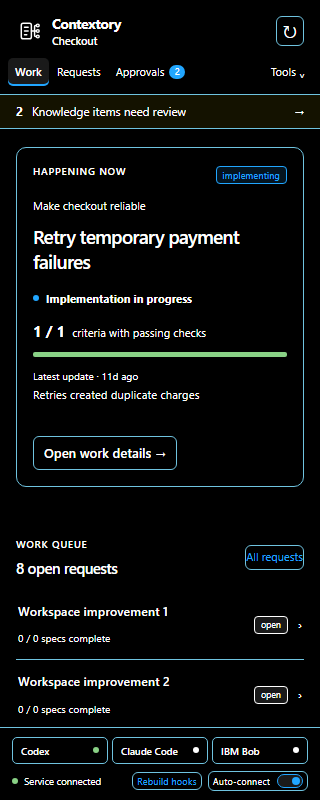 Contextory
Checkout
↻
Work Requests Approvals 2 Tools ⌄
2 Knowledge items need review →
HAPPENING NOW
implementing
Make checkout reliable
Retry temporary payment
failures
Implementation in progress
1 / 1 criteria with passing checks
Latest update · 11d ago
Retries created duplicate charges
Open work details →
WORK QUEUE
8 open requests
All requests
Workspace improvement 1
0 / 0 specs complete
open ›
Workspace improvement 2
0 / 0 specs complete
open ›
Codex Claude Code IBM Bob
Service connected Rebuild hooks Auto-connect